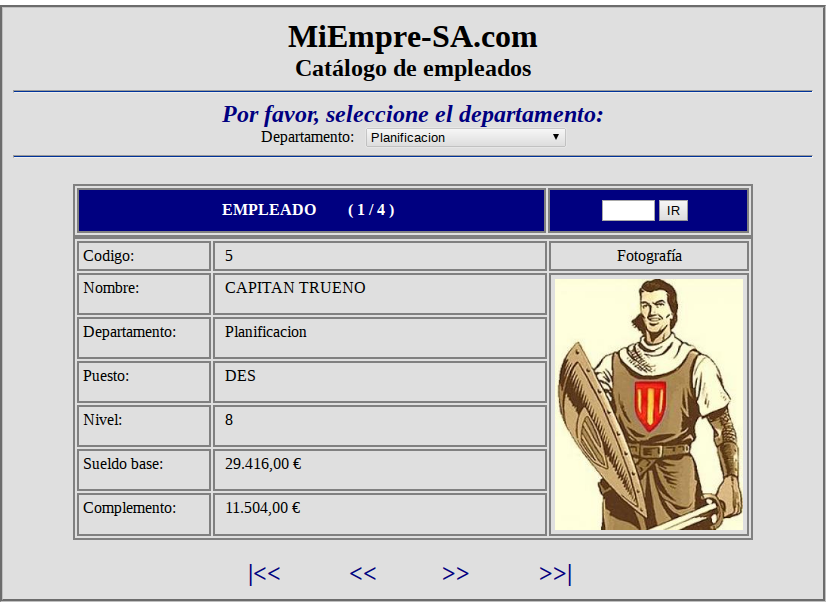 MiEmpre-SA.com
Catálogo de empleados
Por favor, seleccione el departamento:
Departamento: Planificacion
EMPLEADO ( 1 / 4 ) IR
Codigo: 5 Fotografía
Nombre: CAPITAN TRUENO
Departamento: Planificacion
Puesto: DES
Nivel: 8
Sueldo base: 29.416,00 €
Complemento: 11.504,00 €
|<< << >> >>|